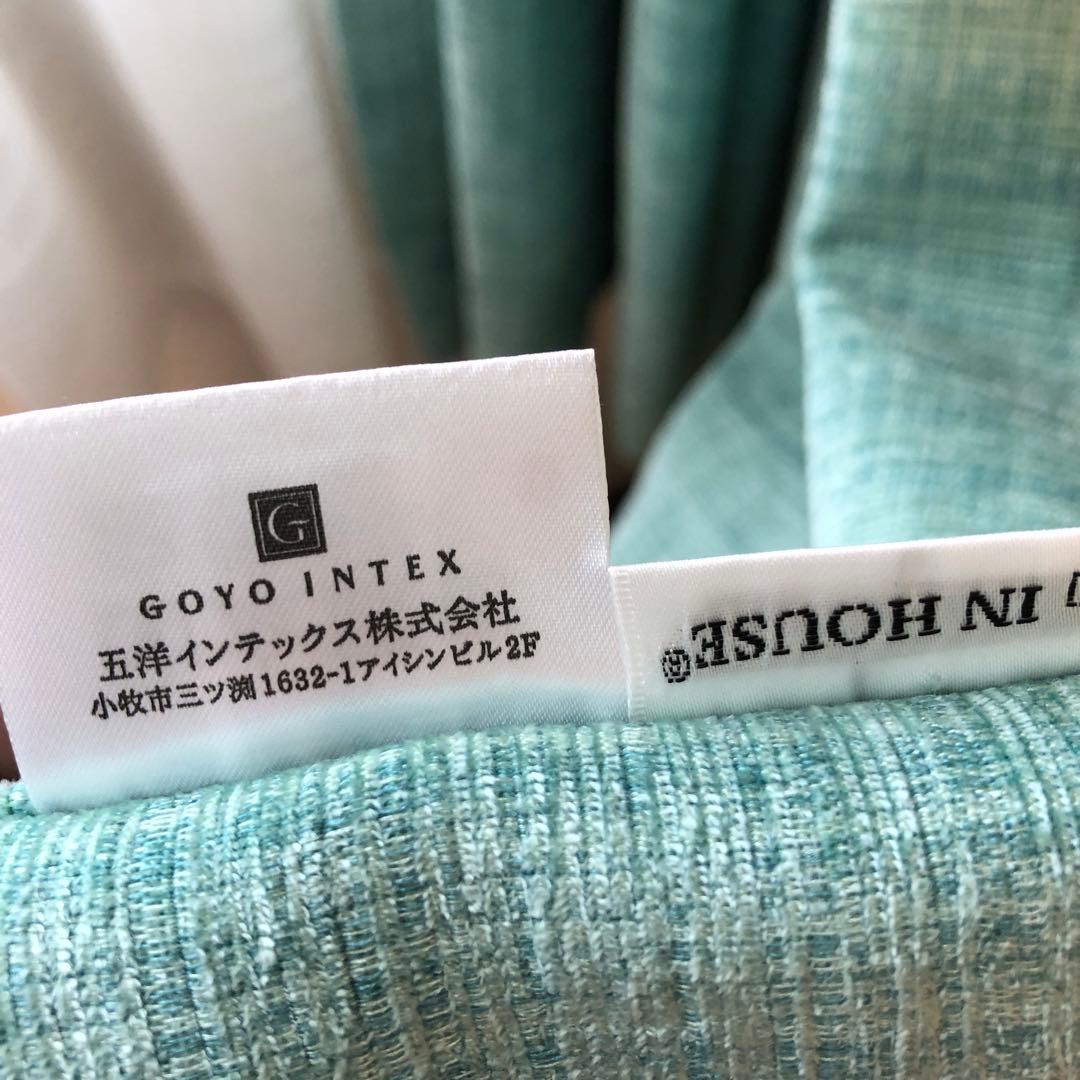 G
GOYO INTEX
五洋インテックス株式会社
小牧市三ツ渕1632-1アイシンビル2F
IN HOUSE®